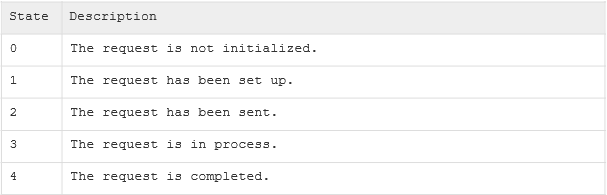 State Description
0 The request is not initialized.
1 The request has been set up.
2 The request has been sent.
3 The request is in process.
4 The request is completed.